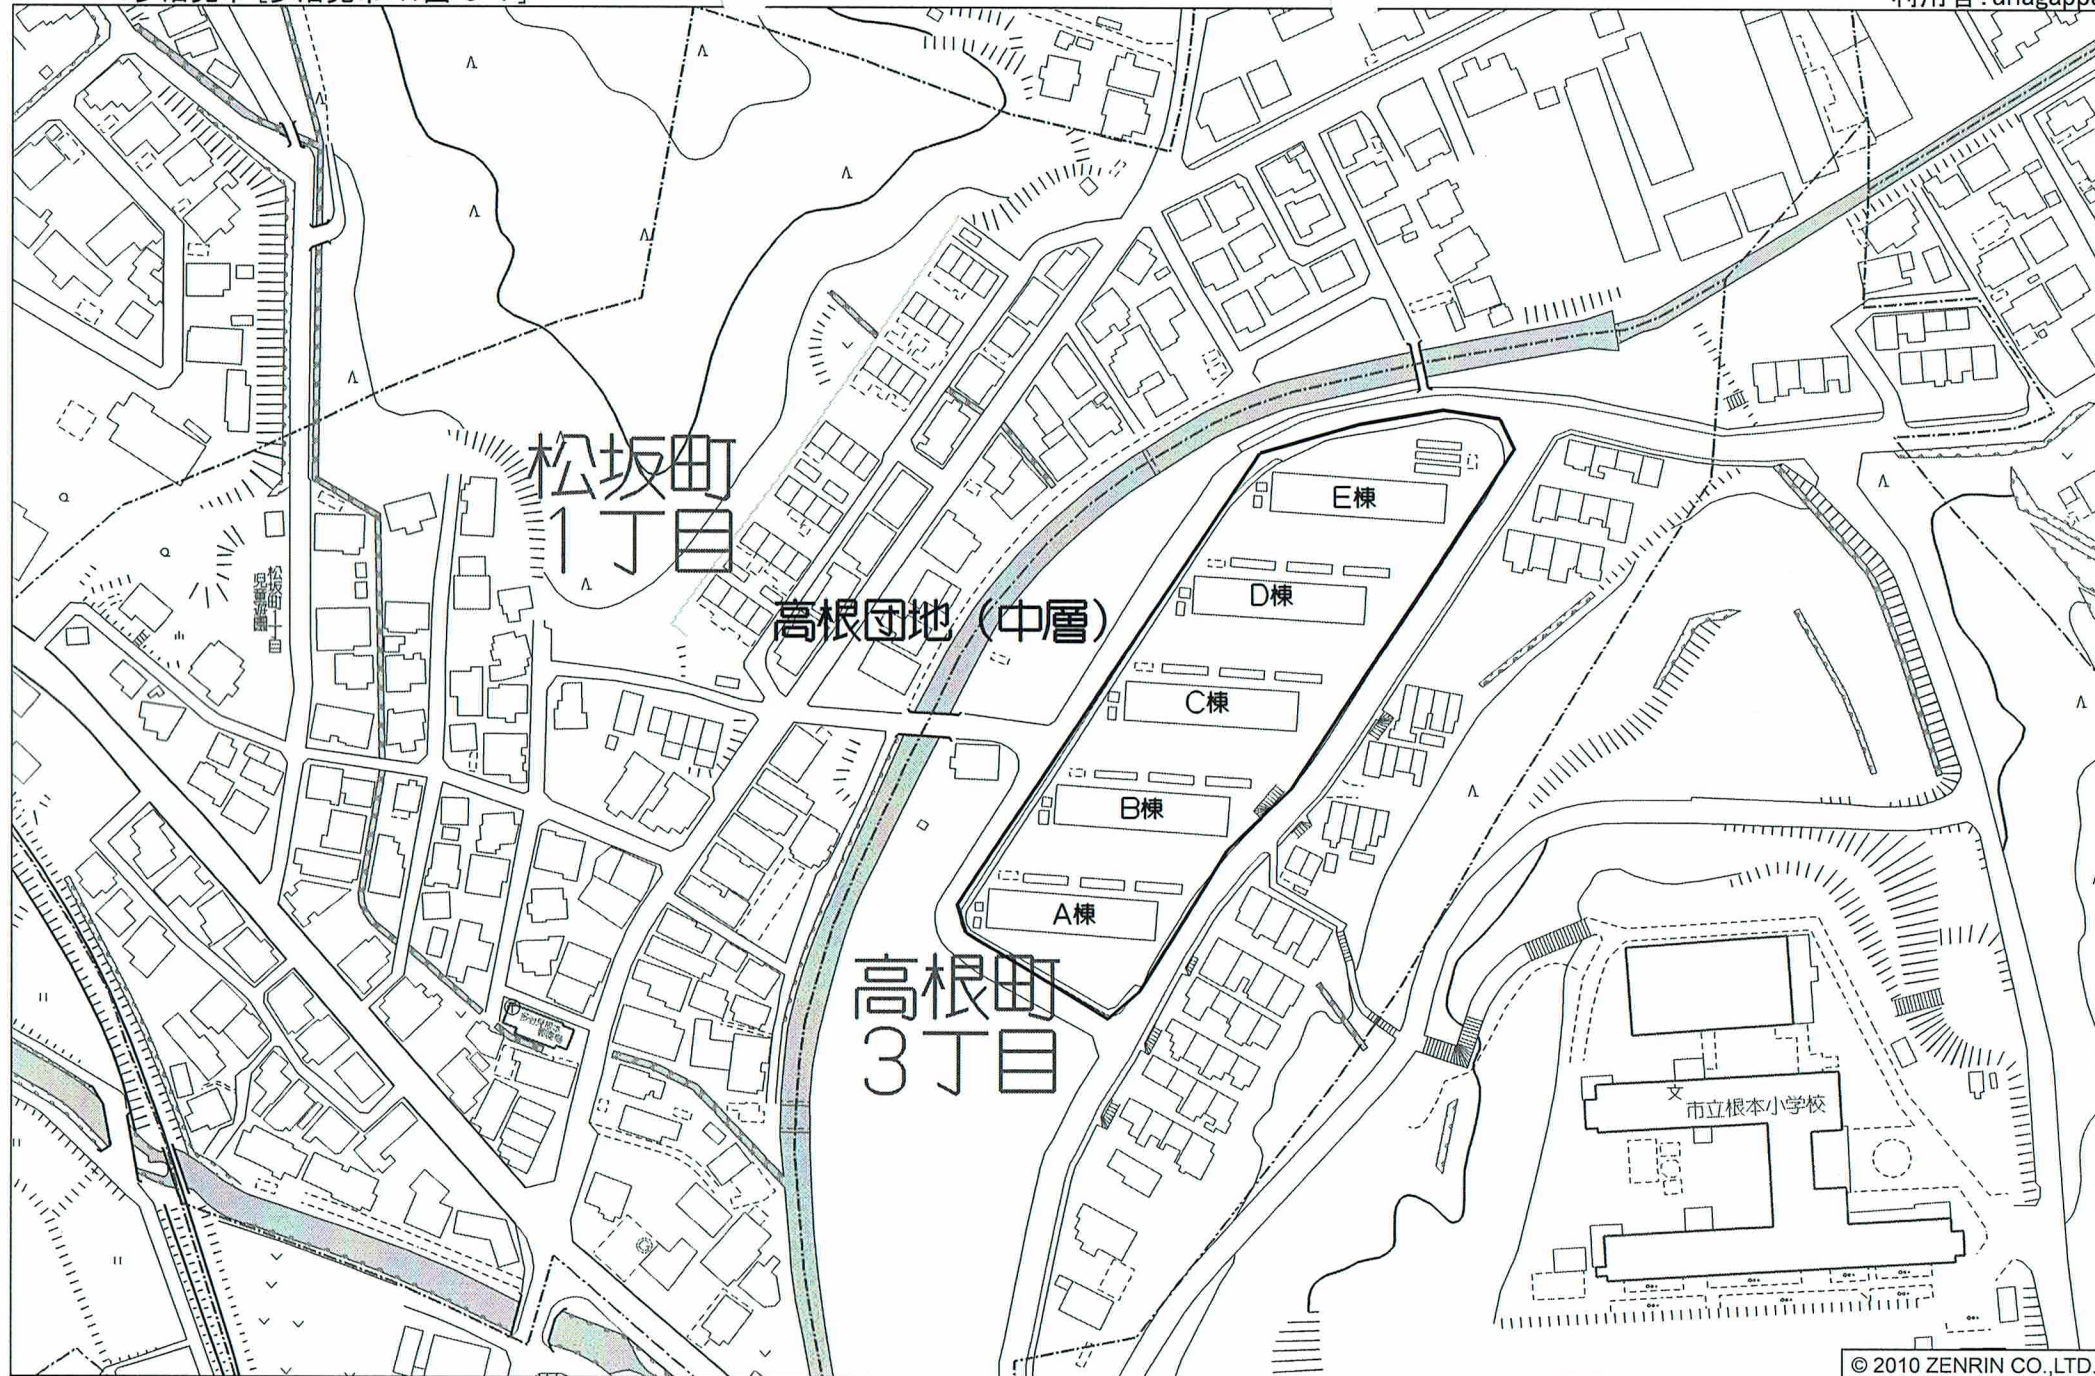 松坂町
1丁目
高根団地（中層）
E棟
D棟
C棟
B棟
A棟
高根町
3丁目
松坂町一丁目
児童遊園
文
市立根本小学校
© 2010 ZENRIN CO.,LTD.